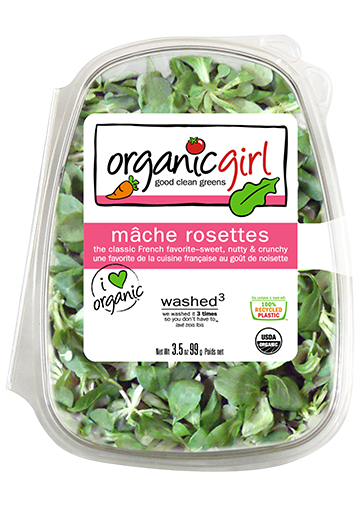 organicgirl
good clean greens
mâche rosettes
the classic French favorite–sweet, nutty & crunchy
une favorite de la cuisine française au goût de noisette
i
organic
washed³
we washed it 3 times
so you don't have to
lavé trois fois
100%
RECYCLED
PLASTIC
USDA
ORGANIC
Net Wt 3.5 oz 99g Poids net